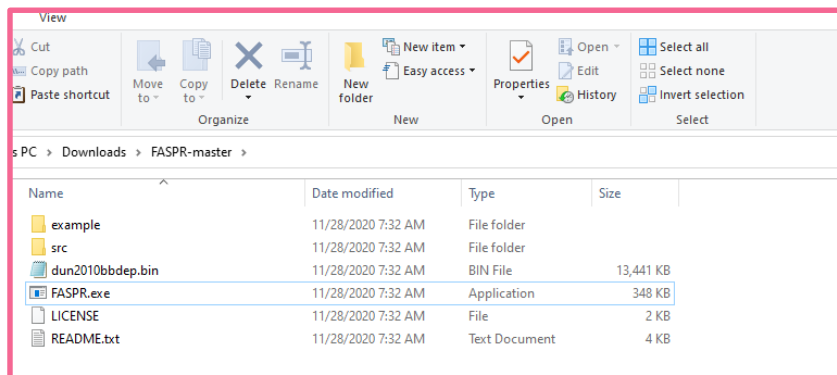 View
Cut
Copy path
Paste shortcut
Move to
Copy to
Delete
Rename
New folder
New item
Easy access
Properties
Open
Edit
History
Select all
Select none
Invert selection
Organize
New
Open
Select
s PC > Downloads > FASPR-master >
Name Date modified Type Size
example 11/28/2020 7:32 AM File folder
src 11/28/2020 7:32 AM File folder
dun2010bbdep.bin 11/28/2020 7:32 AM BIN File 13,441 KB
FASPR.exe 11/28/2020 7:32 AM Application 348 KB
LICENSE 11/28/2020 7:32 AM File 2 KB
README.txt 11/28/2020 7:32 AM Text Document 4 KB